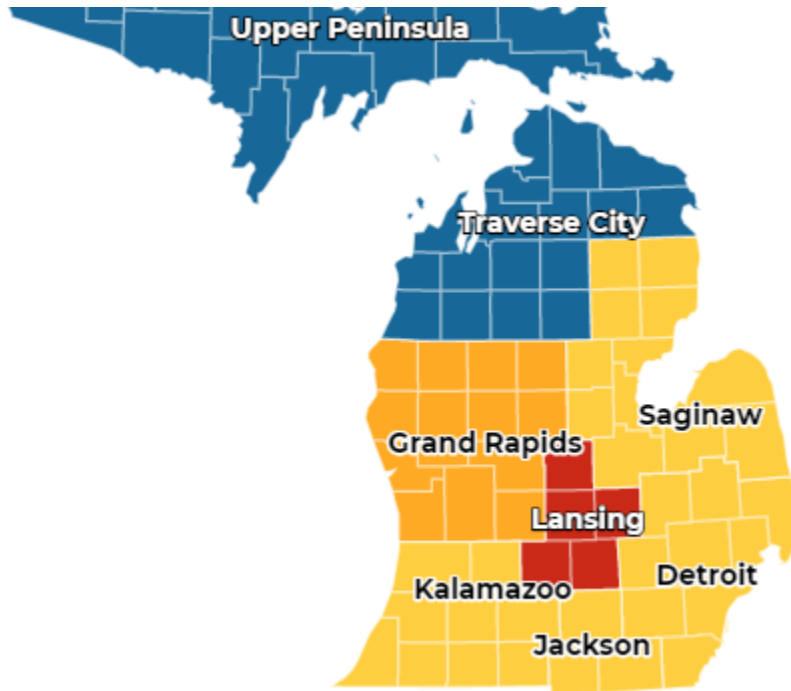 Upper Peninsula
Traverse City
Saginaw
Grand Rapids
Lansing
Detroit
Kalamazoo
Jackson